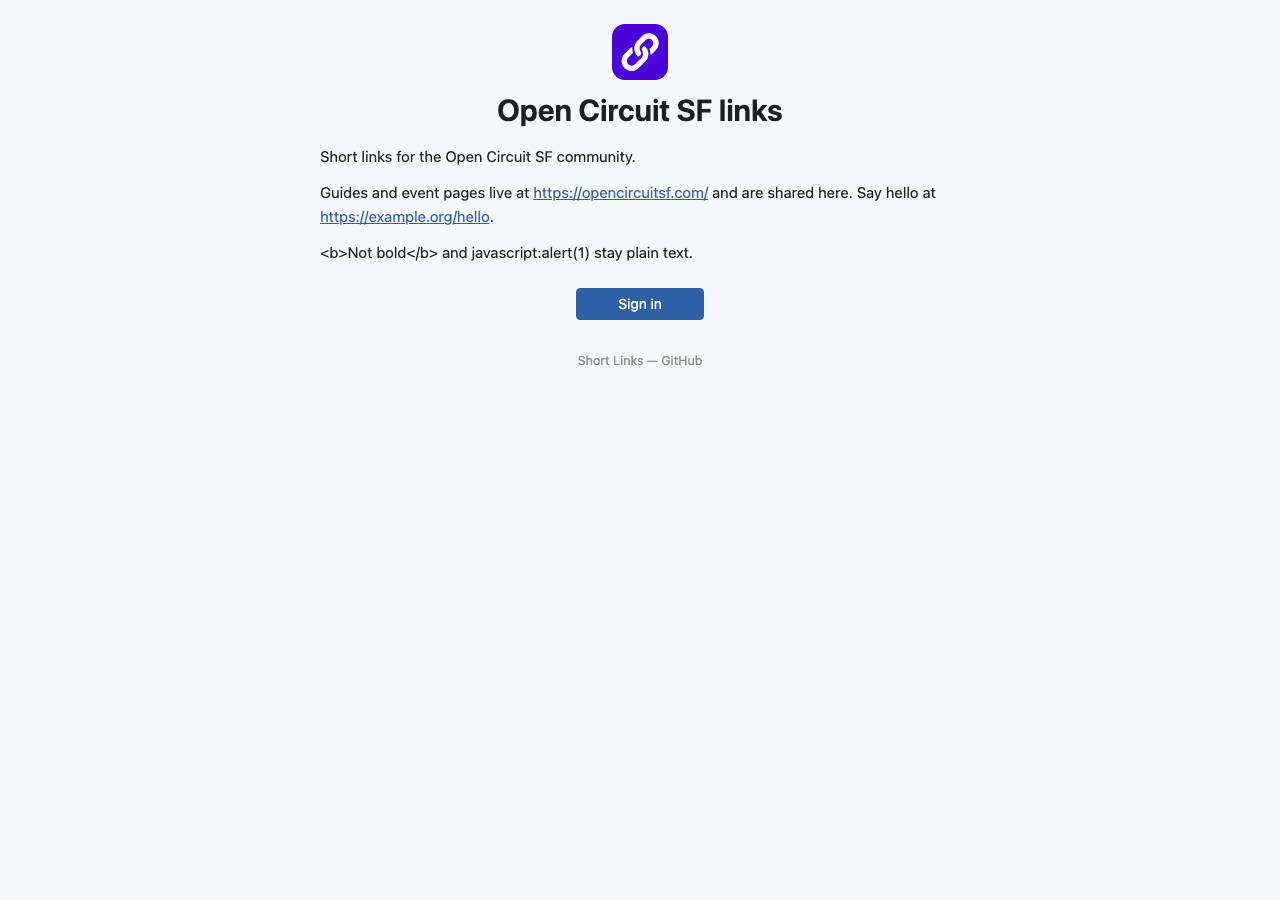 Open Circuit SF links
Short links for the Open Circuit SF community.
Guides and event pages live at https://opencircuitsf.com/ and are shared here. Say hello at
https://example.org/hello.
<b>Not bold</b> and javascript:alert(1) stay plain text.
Sign in
Short Links — GitHub